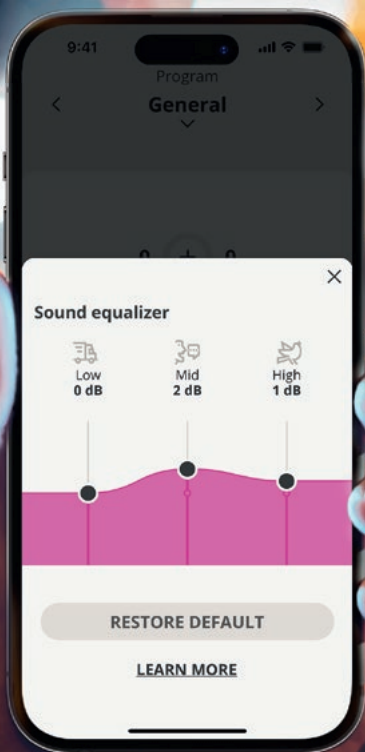 9:41
Program
General
0 + 0
Sound equalizer
Low Mid High
0 dB 2 dB 1 dB
RESTORE DEFAULT
LEARN MORE